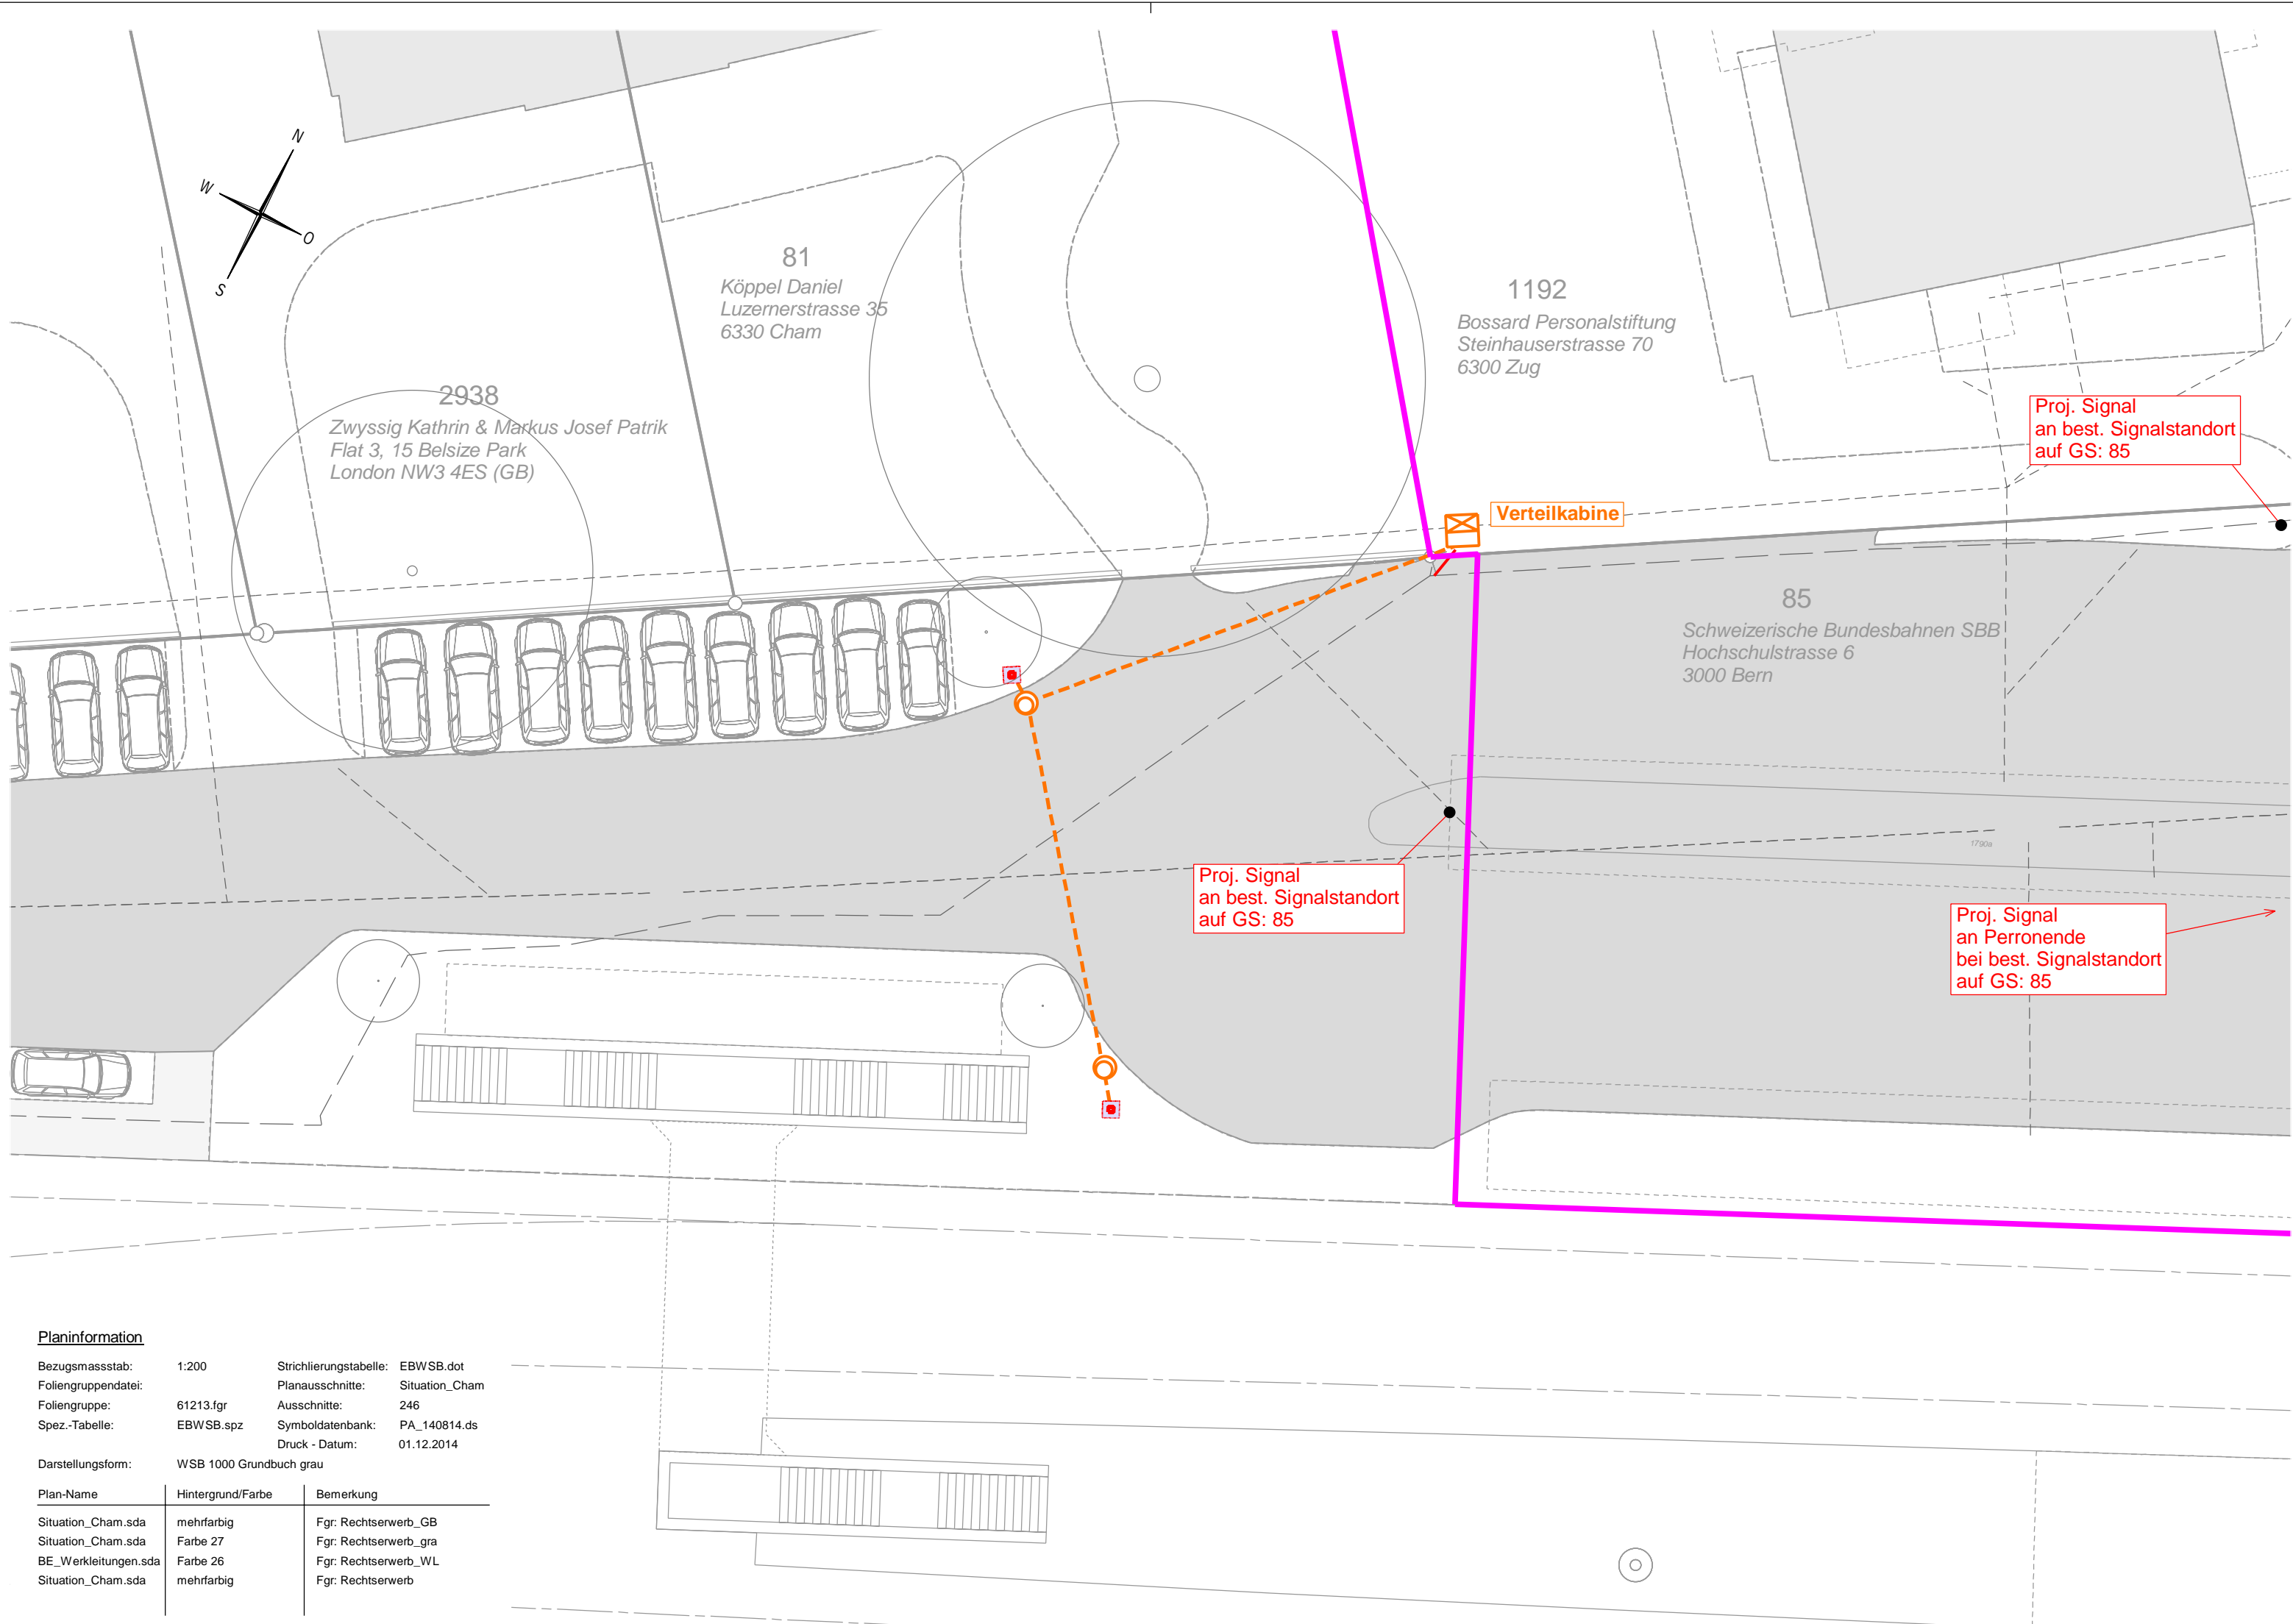 N
W
O
S
81
Köppel Daniel
Luzernerstrasse 35
6330 Cham
1192
Bossard Personalstiftung
Steinhauserstrasse 70
6300 Zug
2938
Zwyssig Kathrin & Markus Josef Patrik
Flat 3, 15 Belsize Park
London NW3 4ES (GB)
Proj. Signal
an best. Signalstandort
auf GS: 85
Verteilkabine
85
Schweizerische Bundesbahnen SBB
Hochschulstrasse 6
3000 Bern
1790a
Proj. Signal
an best. Signalstandort
auf GS: 85
Proj. Signal
an Perronende
bei best. Signalstandort
auf GS: 85
Planinformation
Bezugsmassstab: 1:200 Strichlierungstabelle: EBWSB.dot
Foliengruppendatei: Planausschnitte: Situation_Cham
Foliengruppe: 61213.fgr Ausschnitte: 246
Spez.-Tabelle: EBWSB.spz Symboldatenbank: PA_140814.ds
Druck - Datum: 01.12.2014
Darstellungsform: WSB 1000 Grundbuch grau
Plan-Name Hintergrund/Farbe Bemerkung
Situation_Cham.sda mehrfarbig Fgr: Rechtserwerb_GB
Situation_Cham.sda Farbe 27 Fgr: Rechtserwerb_gra
BE_Werkleitungen.sda Farbe 26 Fgr: Rechtserwerb_WL
Situation_Cham.sda mehrfarbig Fgr: Rechtserwerb